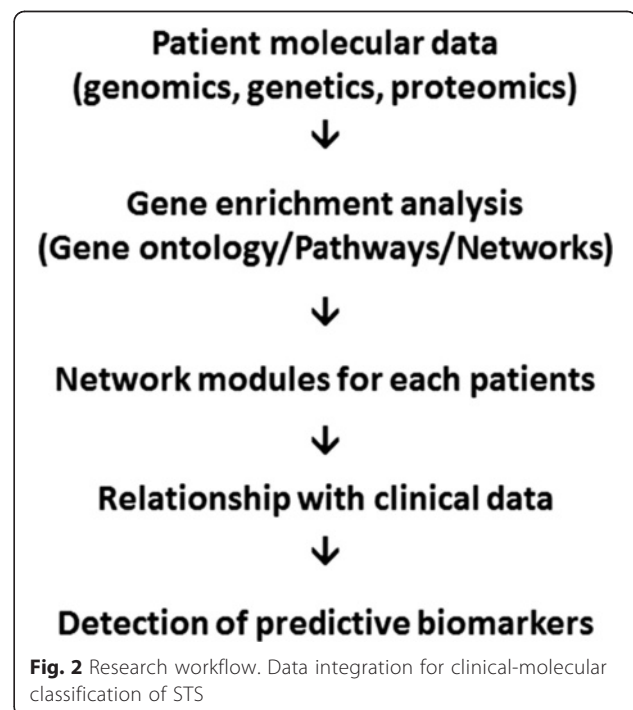 Patient molecular data
(genomics, genetics, proteomics)
↓
Gene enrichment analysis
(Gene ontology/Pathways/Networks)
↓
Network modules for each patients
↓
Relationship with clinical data
↓
Detection of predictive biomarkers
Fig. 2 Research workflow. Data integration for clinical-molecular
classification of STS